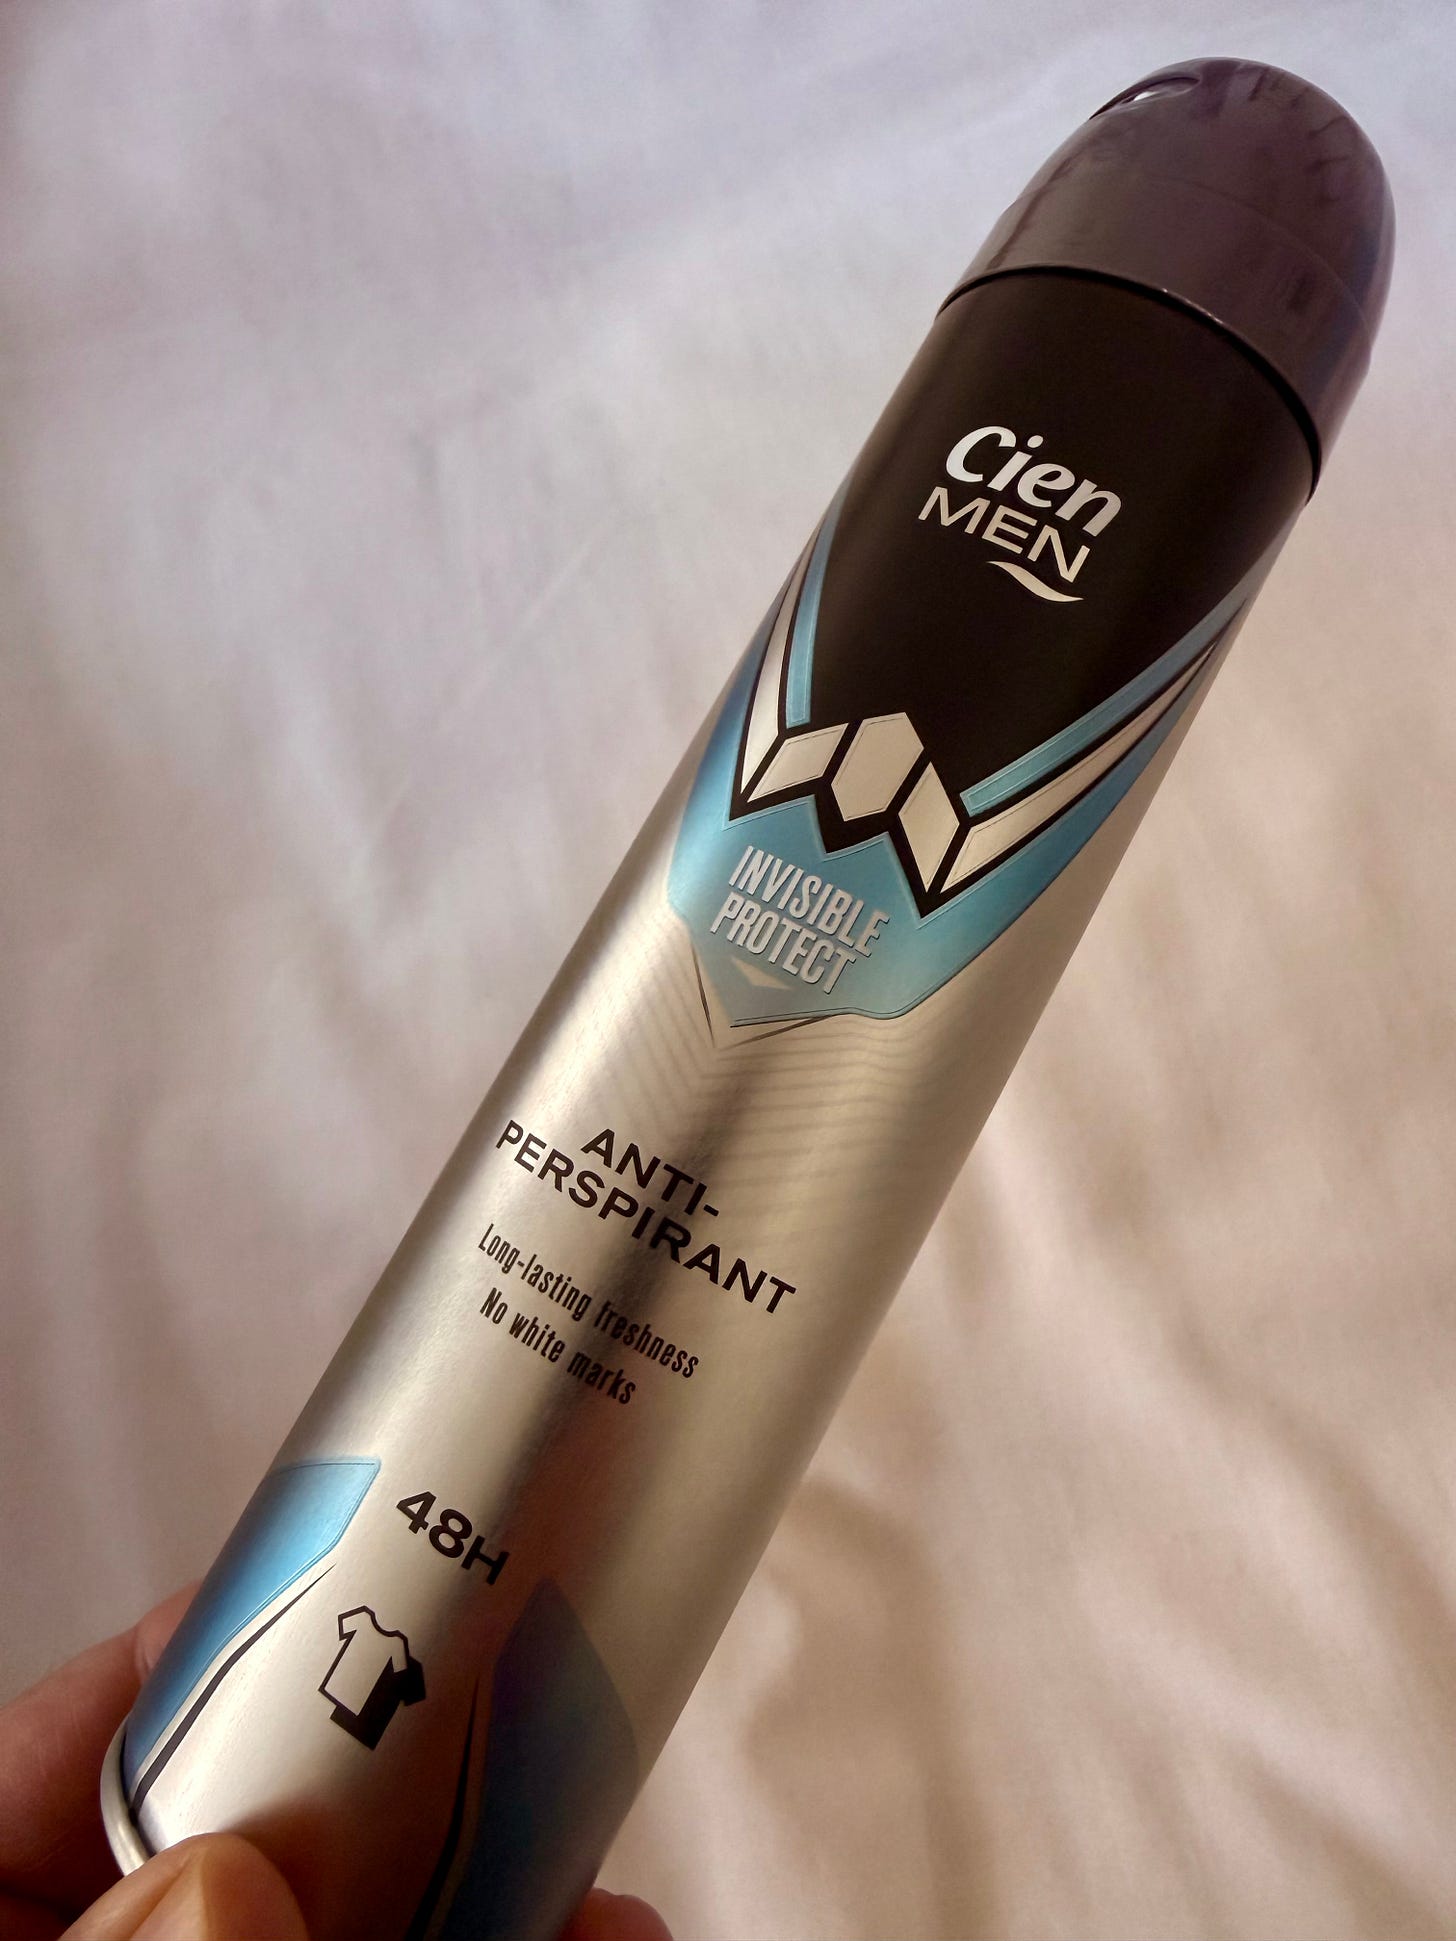 Cien
MEN
INVISIBLE
PROTECT
ANTI-
PERSPIRANT
Long-lasting freshness
No white marks
48H